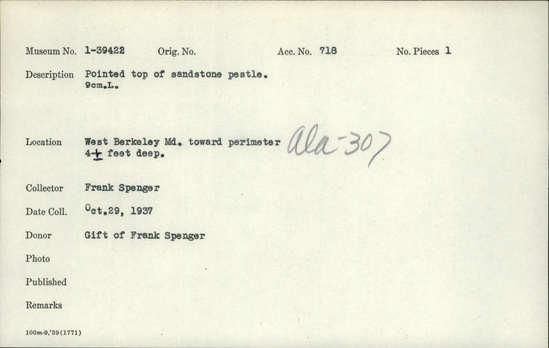 Museum No. 1-39422 Orig. No. Acc. No. 718 No. Pieces 1
Description Pointed top of sandstone pestle.
9cm.L.
Location West Berkeley Md. toward perimeter Ala-307
4± feet deep.
Collector Frank Spenger
Date Coll. Oct.29, 1937
Donor Gift of Frank Spenger
Photo
Published
Remarks
100m-9,'39(1771)